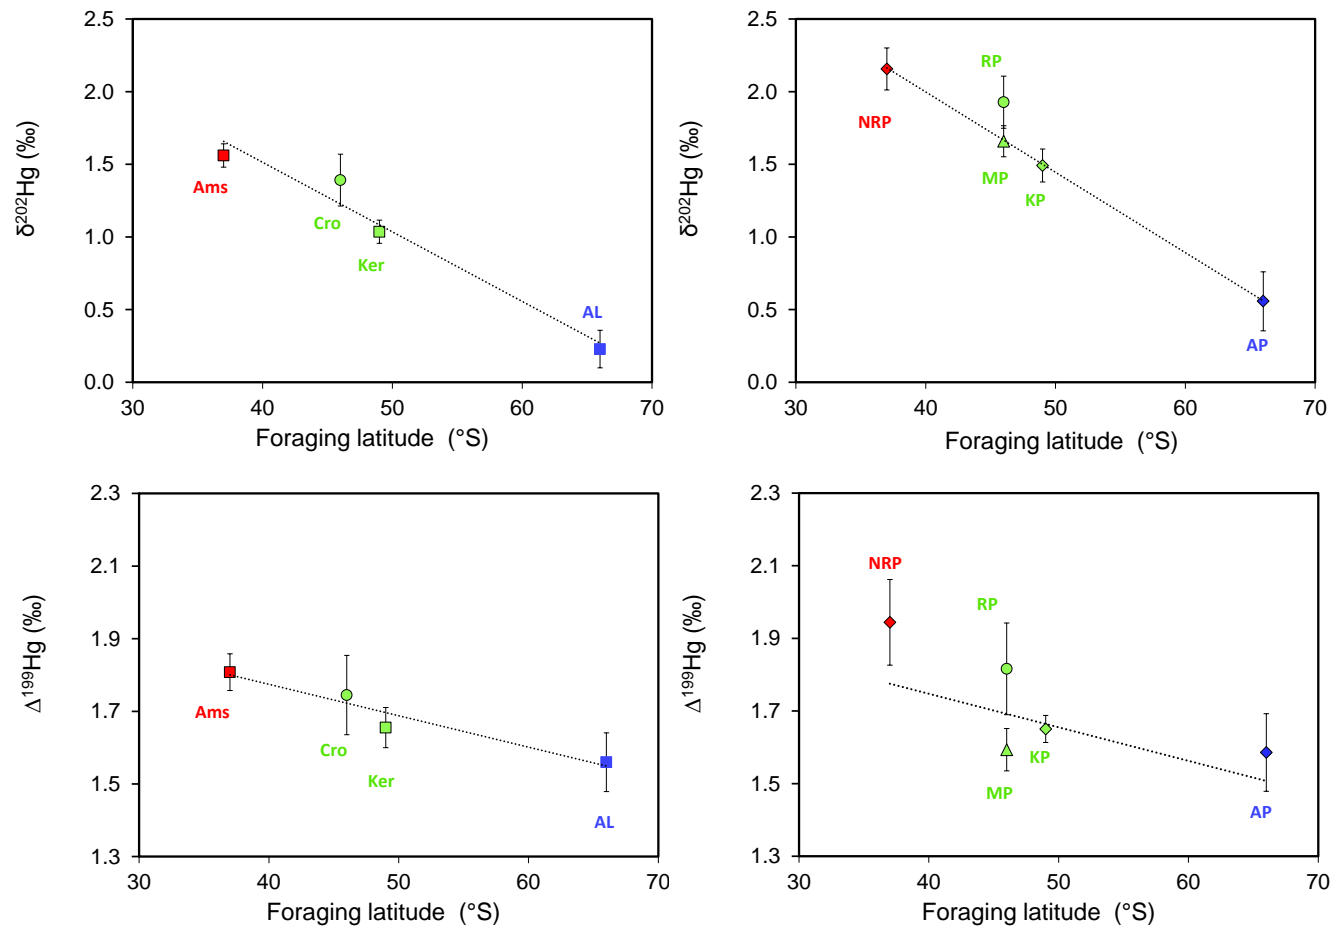 2.5
2.0
1.5
1.0
0.5
0.0
δ²⁰²Hg (‰)
Ams
Cro
Ker
AL
30 40 50 60 70
Foraging latitude (°S)
2.5
2.0
1.5
1.0
0.5
0.0
δ²⁰²Hg (‰)
RP
NRP
MP
KP
AP
30 40 50 60 70
Foraging latitude (°S)
2.3
2.1
1.9
1.7
1.5
1.3
Δ¹⁹⁹Hg (‰)
Ams
Cro
Ker
AL
30 40 50 60 70
Foraging latitude (°S)
2.3
2.1
1.9
1.7
1.5
1.3
Δ¹⁹⁹Hg (‰)
NRP
RP
KP
MP
AP
30 40 50 60 70
Foraging latitude (°S)